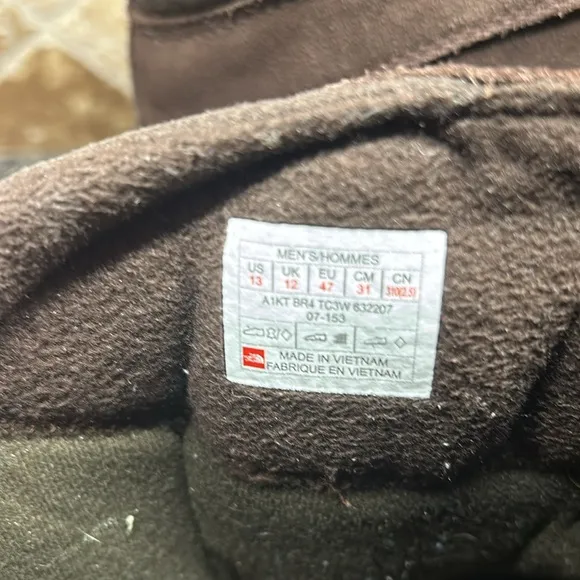 MEN'S/HOMMES
US UK EU CM CN
13 12 47 31 310(2.5)
A1KT BR4 TC3W 632207
07-153
MADE IN VIETNAM
FABRIQUE EN VIETNAM